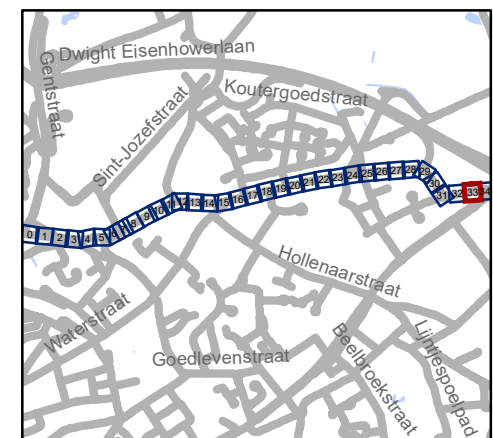 Dwight Eisenhowerlaan
Gentstraat
Koutergoedstraat
Sint-Jozefstraat
0 1 2 3 4 5 6 7 8 9 10 11 12 13 14 15 16 17 18 19 20 21 22 23 24 25 26 27 28 29 30 31 32 33 34
Hollenaarstraat
Waterstraat
Goedlevenstraat
Beelbroekstraat
Lijntjespoelpad